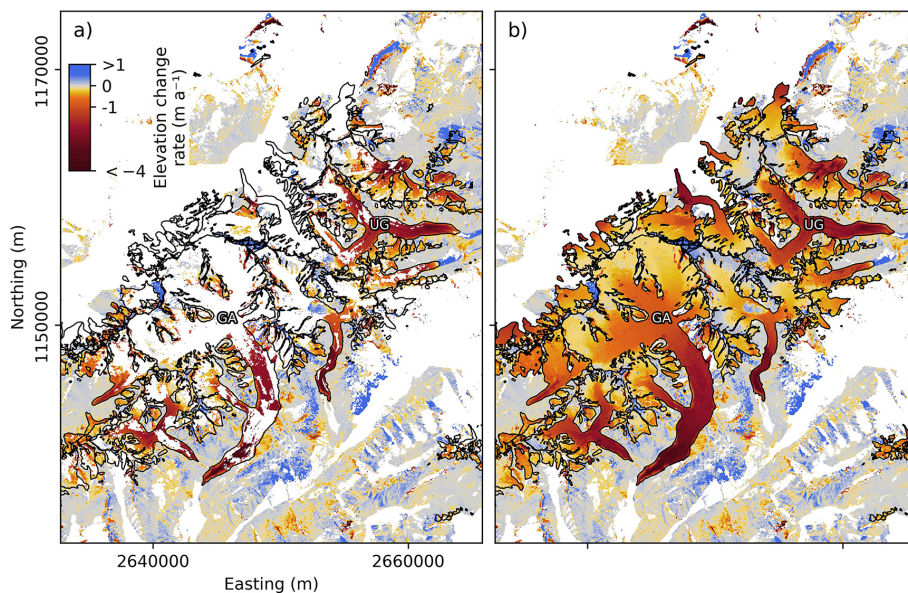 a)
b)
>1
0
-1
< −4
Elevation change
rate (m a⁻¹)
UG
GA
UG
GA
1170000
1150000
Northing (m)
2640000
2660000
Easting (m)